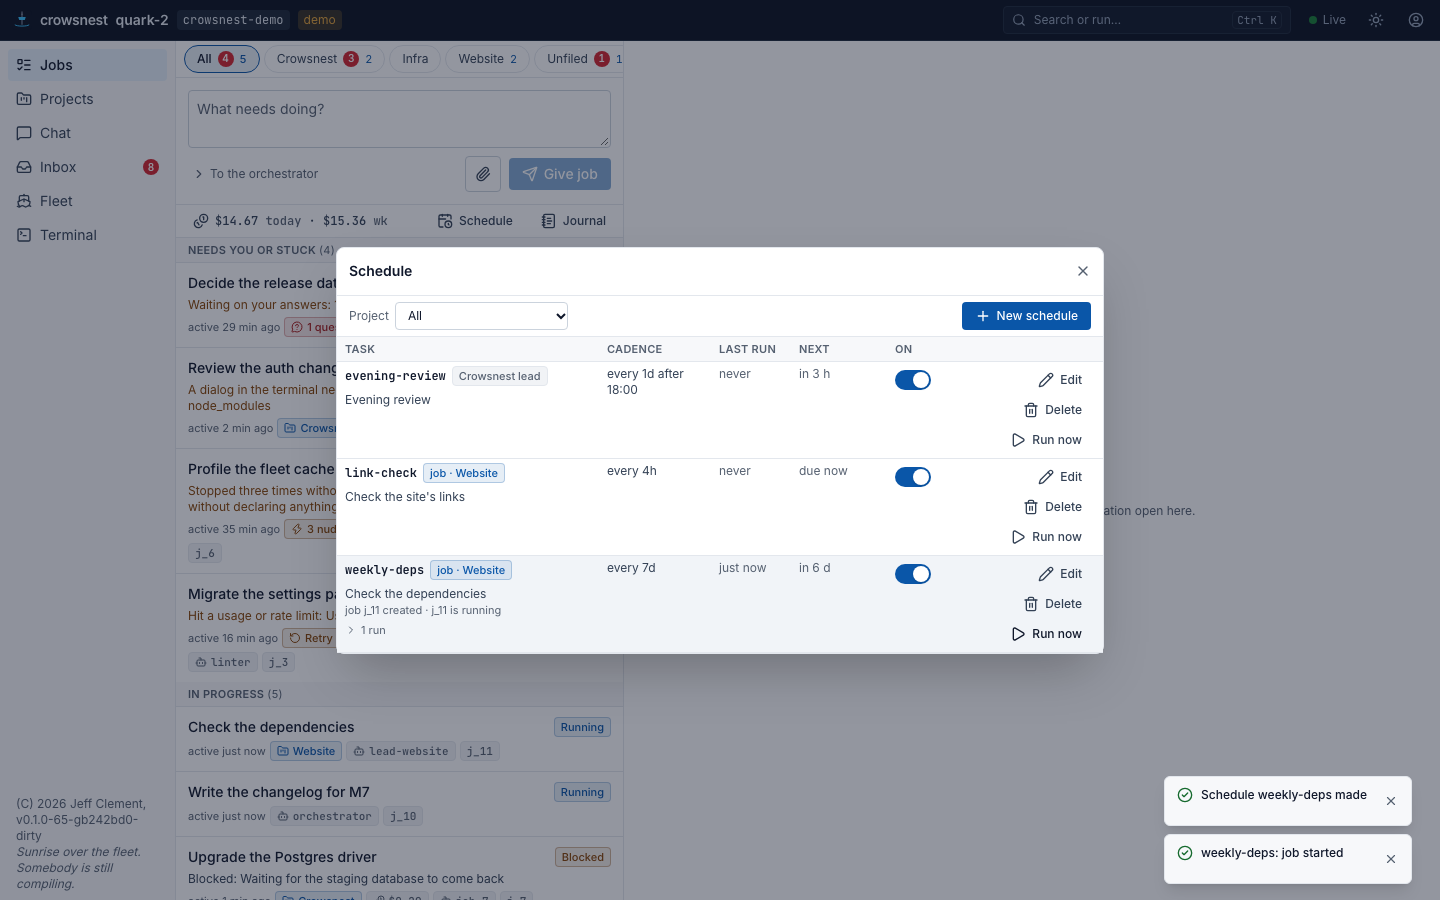 crowsnest quark-2 crowsnest-demo demo
Search or run... Ctrl K
Live
Jobs
Projects
Chat
Inbox 8
Fleet
Terminal
All 4 5
Crowsnest 3 2
Infra
Website 2
Unfiled 1 1
What needs doing?
To the orchestrator
Give job
$14.67 today · $15.36 wk
Schedule
Journal
NEEDS YOU OR STUCK (4)
Decide the release dat
Waiting on your answers:
active 29 min ago 1 que
Review the auth chang
A dialog in the terminal ne
node_modules
active 2 min ago Crows
Profile the fleet cache
Stopped three times witho
without declaring anything
active 35 min ago 3 nud
j_6
Migrate the settings pa
Hit a usage or rate limit: Us
active 16 min ago Retry
linter j_3
IN PROGRESS (5)
Check the dependencies Running
active just now Website lead-website j_11
Write the changelog for M7 Running
active just now orchestrator j_10
Upgrade the Postgres driver Blocked
Blocked: Waiting for the staging database to come back
Schedule
Project All
New schedule
TASK CADENCE LAST RUN NEXT ON
evening-review Crowsnest lead every 1d after 18:00 never in 3 h
Evening review
Edit
Delete
Run now
link-check job · Website every 4h never due now
Check the site's links
Edit
Delete
Run now
weekly-deps job · Website every 7d just now in 6 d
Check the dependencies
job j_11 created · j_11 is running
1 run
Edit
Delete
Run now
ation open here.
(C) 2026 Jeff Clement,
v0.1.0-65-gb242bd0-
dirty
Sunrise over the fleet.
Somebody is still
compiling.
Schedule weekly-deps made
weekly-deps: job started